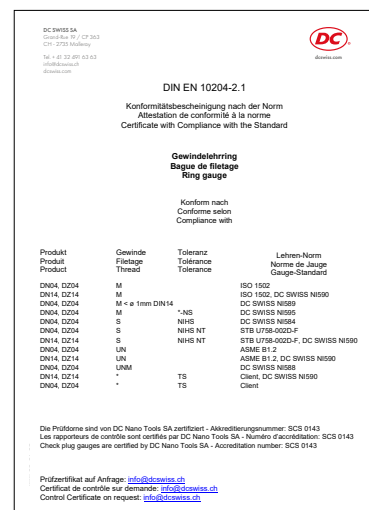 DC SWISS SA
Grand-Rue 19 / CP 363
CH - 2735 Malleray
Tel. + 41 32 491 63 63
info@dcswiss.ch
dcswiss.com
DC
dcswiss.com
DIN EN 10204-2.1
Konformitätsbescheinigung nach der Norm
Attestation de conformité à la norme
Certificate with Compliance with the Standard
Gewindelehrring
Bague de filetage
Ring gauge
Konform nach
Conforme selon
Compliance with
Produkt Gewinde Toleranz Lehren-Norm
Produit Filetage Tolérance Norme de Jauge
Product Thread Tolerance Gauge-Standard
DN04, DZ04 M ISO 1502
DN14, DZ14 M ISO 1502, DC SWISS NI590
DN04, DZ04 M < ø 1mm DIN14 DC SWISS NI589
DN04, DZ04 M *-NS DC SWISS NI595
DN04, DZ04 S NIHS DC SWISS NI584
DN04, DZ04 S NIHS NT STB U758-002D-F
DN14, DZ14 S NIHS NT STB U758-002D-F, DC SWISS NI590
DN04, DZ04 UN ASME B1.2
DN14, DZ14 UN ASME B1.2, DC SWISS NI590
DN04, DZ04 UNM DC SWISS NI588
DN14, DZ14 * TS Client, DC SWISS NI590
DN04, DZ04 * TS Client
Die Prüfdorne sind von DC Nano Tools SA zertifiziert - Akkreditierungsnummer: SCS 0143
Les rapporteurs de contrôle sont certifiés par DC Nano Tools SA - Numéro d'accréditation: SCS 0143
Check plug gauges are certified by DC Nano Tools SA - Accreditation number: SCS 0143
Prüfzertifikat auf Anfrage: info@dcswiss.ch
Certificat de contrôle sur demande: info@dcswiss.ch
Control Certificate on request: info@dcswiss.ch